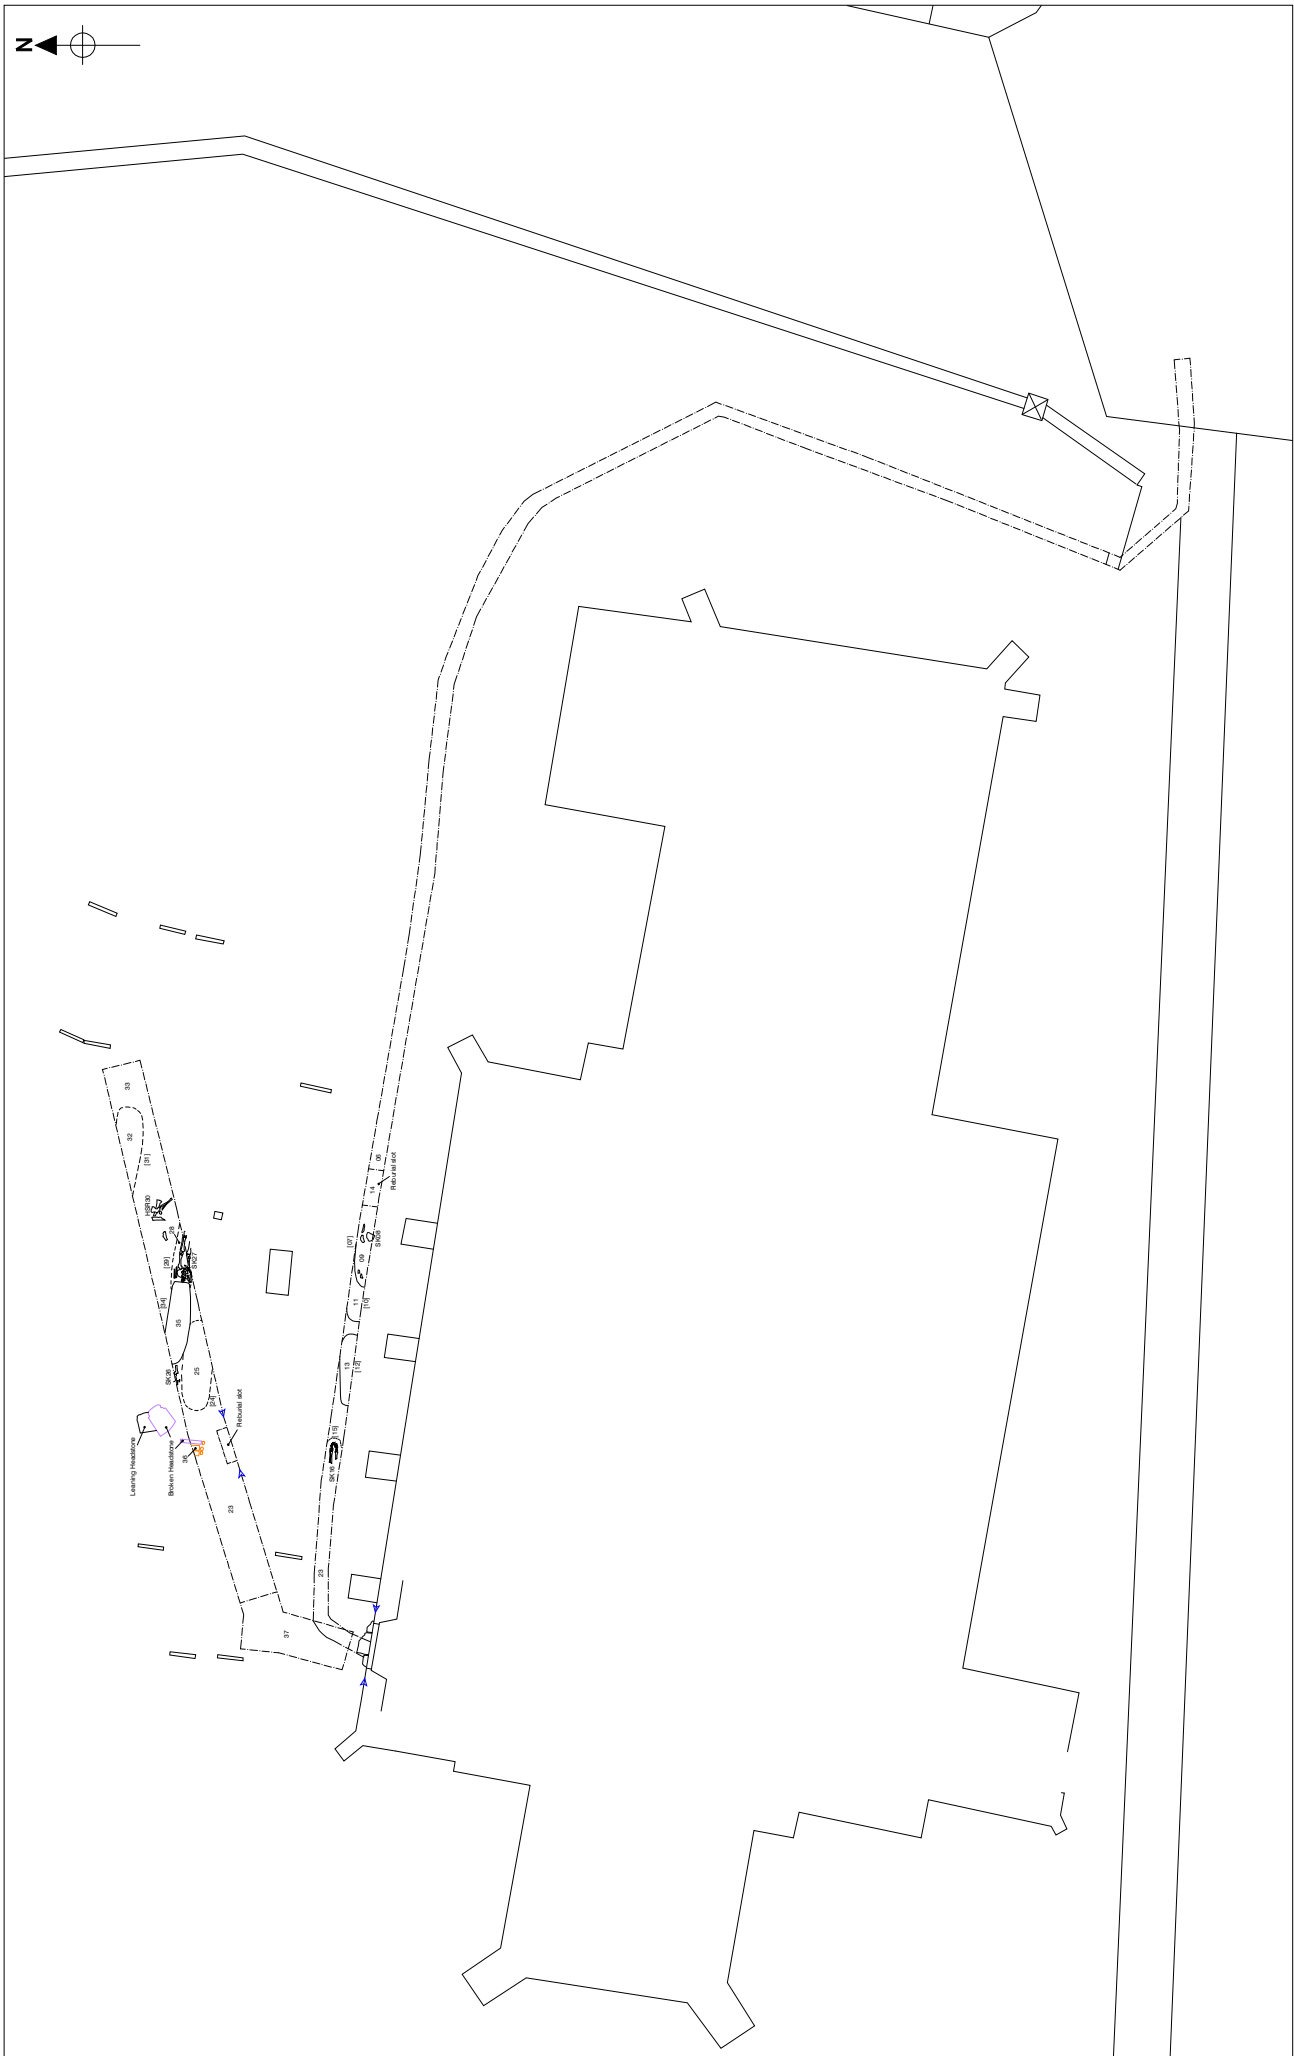 N
33
32
[31]
HSR30
28
[29]
SK27
[34]
35
SK26
25
[24]
Leaning Headstone
Broken Headstone
36
Reburial slot
23
37
06
14
Reburial slot
[07]
SK08
09
11
[10]
13
[12]
[15]
SK16
23